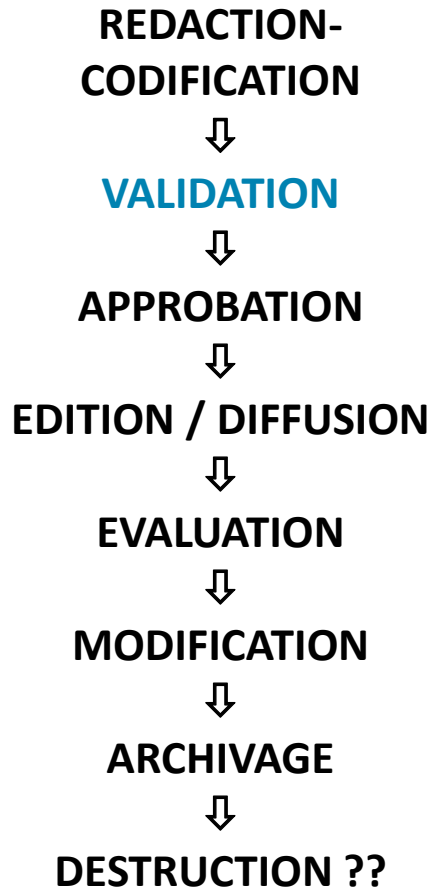 REDACTION-
CODIFICATION
⇩
VALIDATION
⇩
APPROBATION
⇩
EDITION / DIFFUSION
⇩
EVALUATION
⇩
MODIFICATION
⇩
ARCHIVAGE
⇩
DESTRUCTION ??